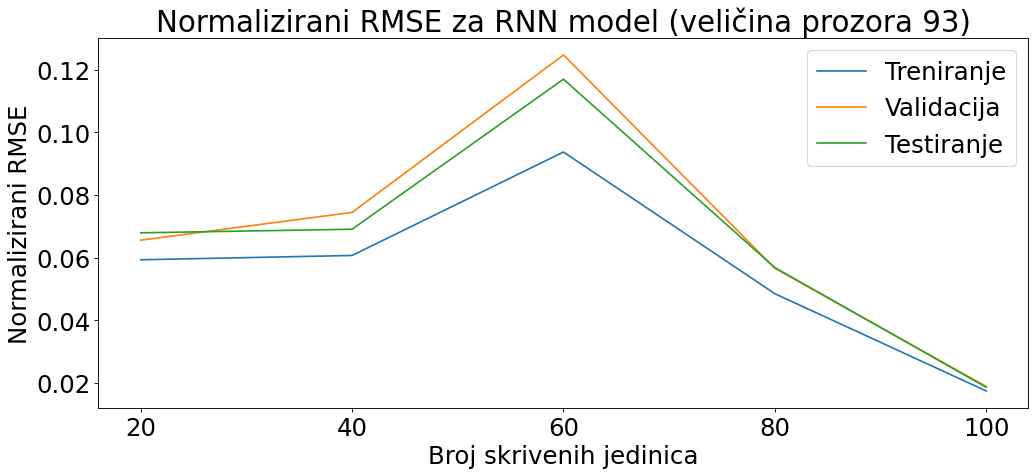 Normalizirani RMSE za RNN model (veličina prozora 93)
Normalizirani RMSE
0.12
0.10
0.08
0.06
0.04
0.02
Treniranje
Validacija
Testiranje
20 40 60 80 100
Broj skrivenih jedinica